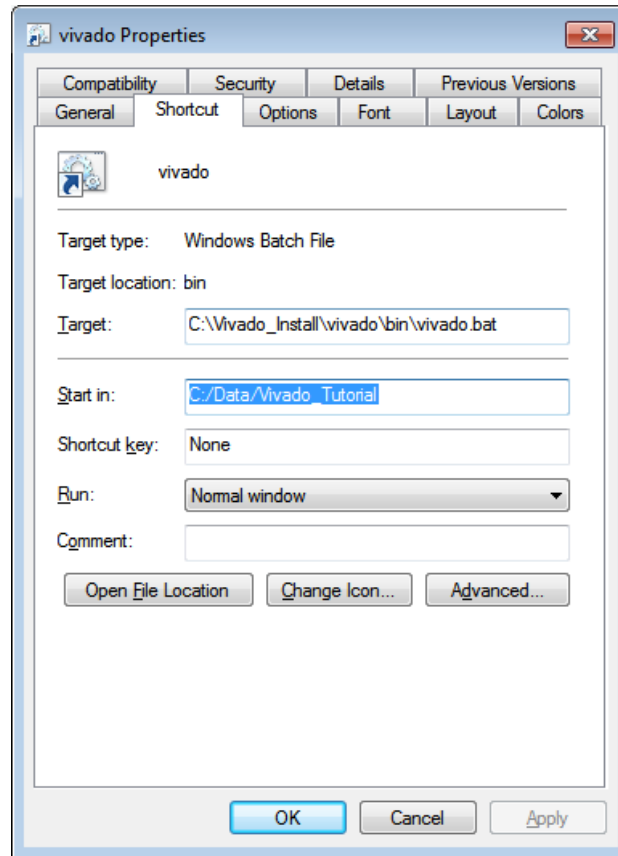 vivado Properties
Compatibility Security Details Previous Versions
General Shortcut Options Font Layout Colors
vivado
Target type: Windows Batch File
Target location: bin
Target: C:\Vivado_Install\vivado\bin\vivado.bat
Start in: C:/Data/Vivado_Tutorial
Shortcut key: None
Run: Normal window
Comment:
Open File Location Change Icon... Advanced...
OK Cancel Apply